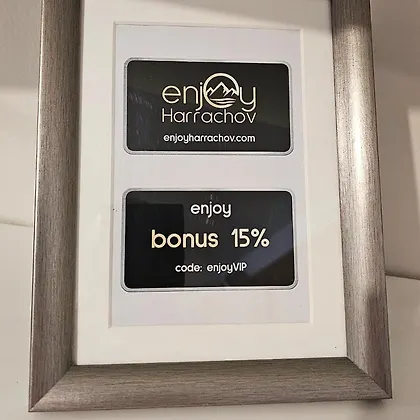 enjoy
Harrachov
enjoyharrachov.com
enjoy
bonus 15%
code: enjoyVIP